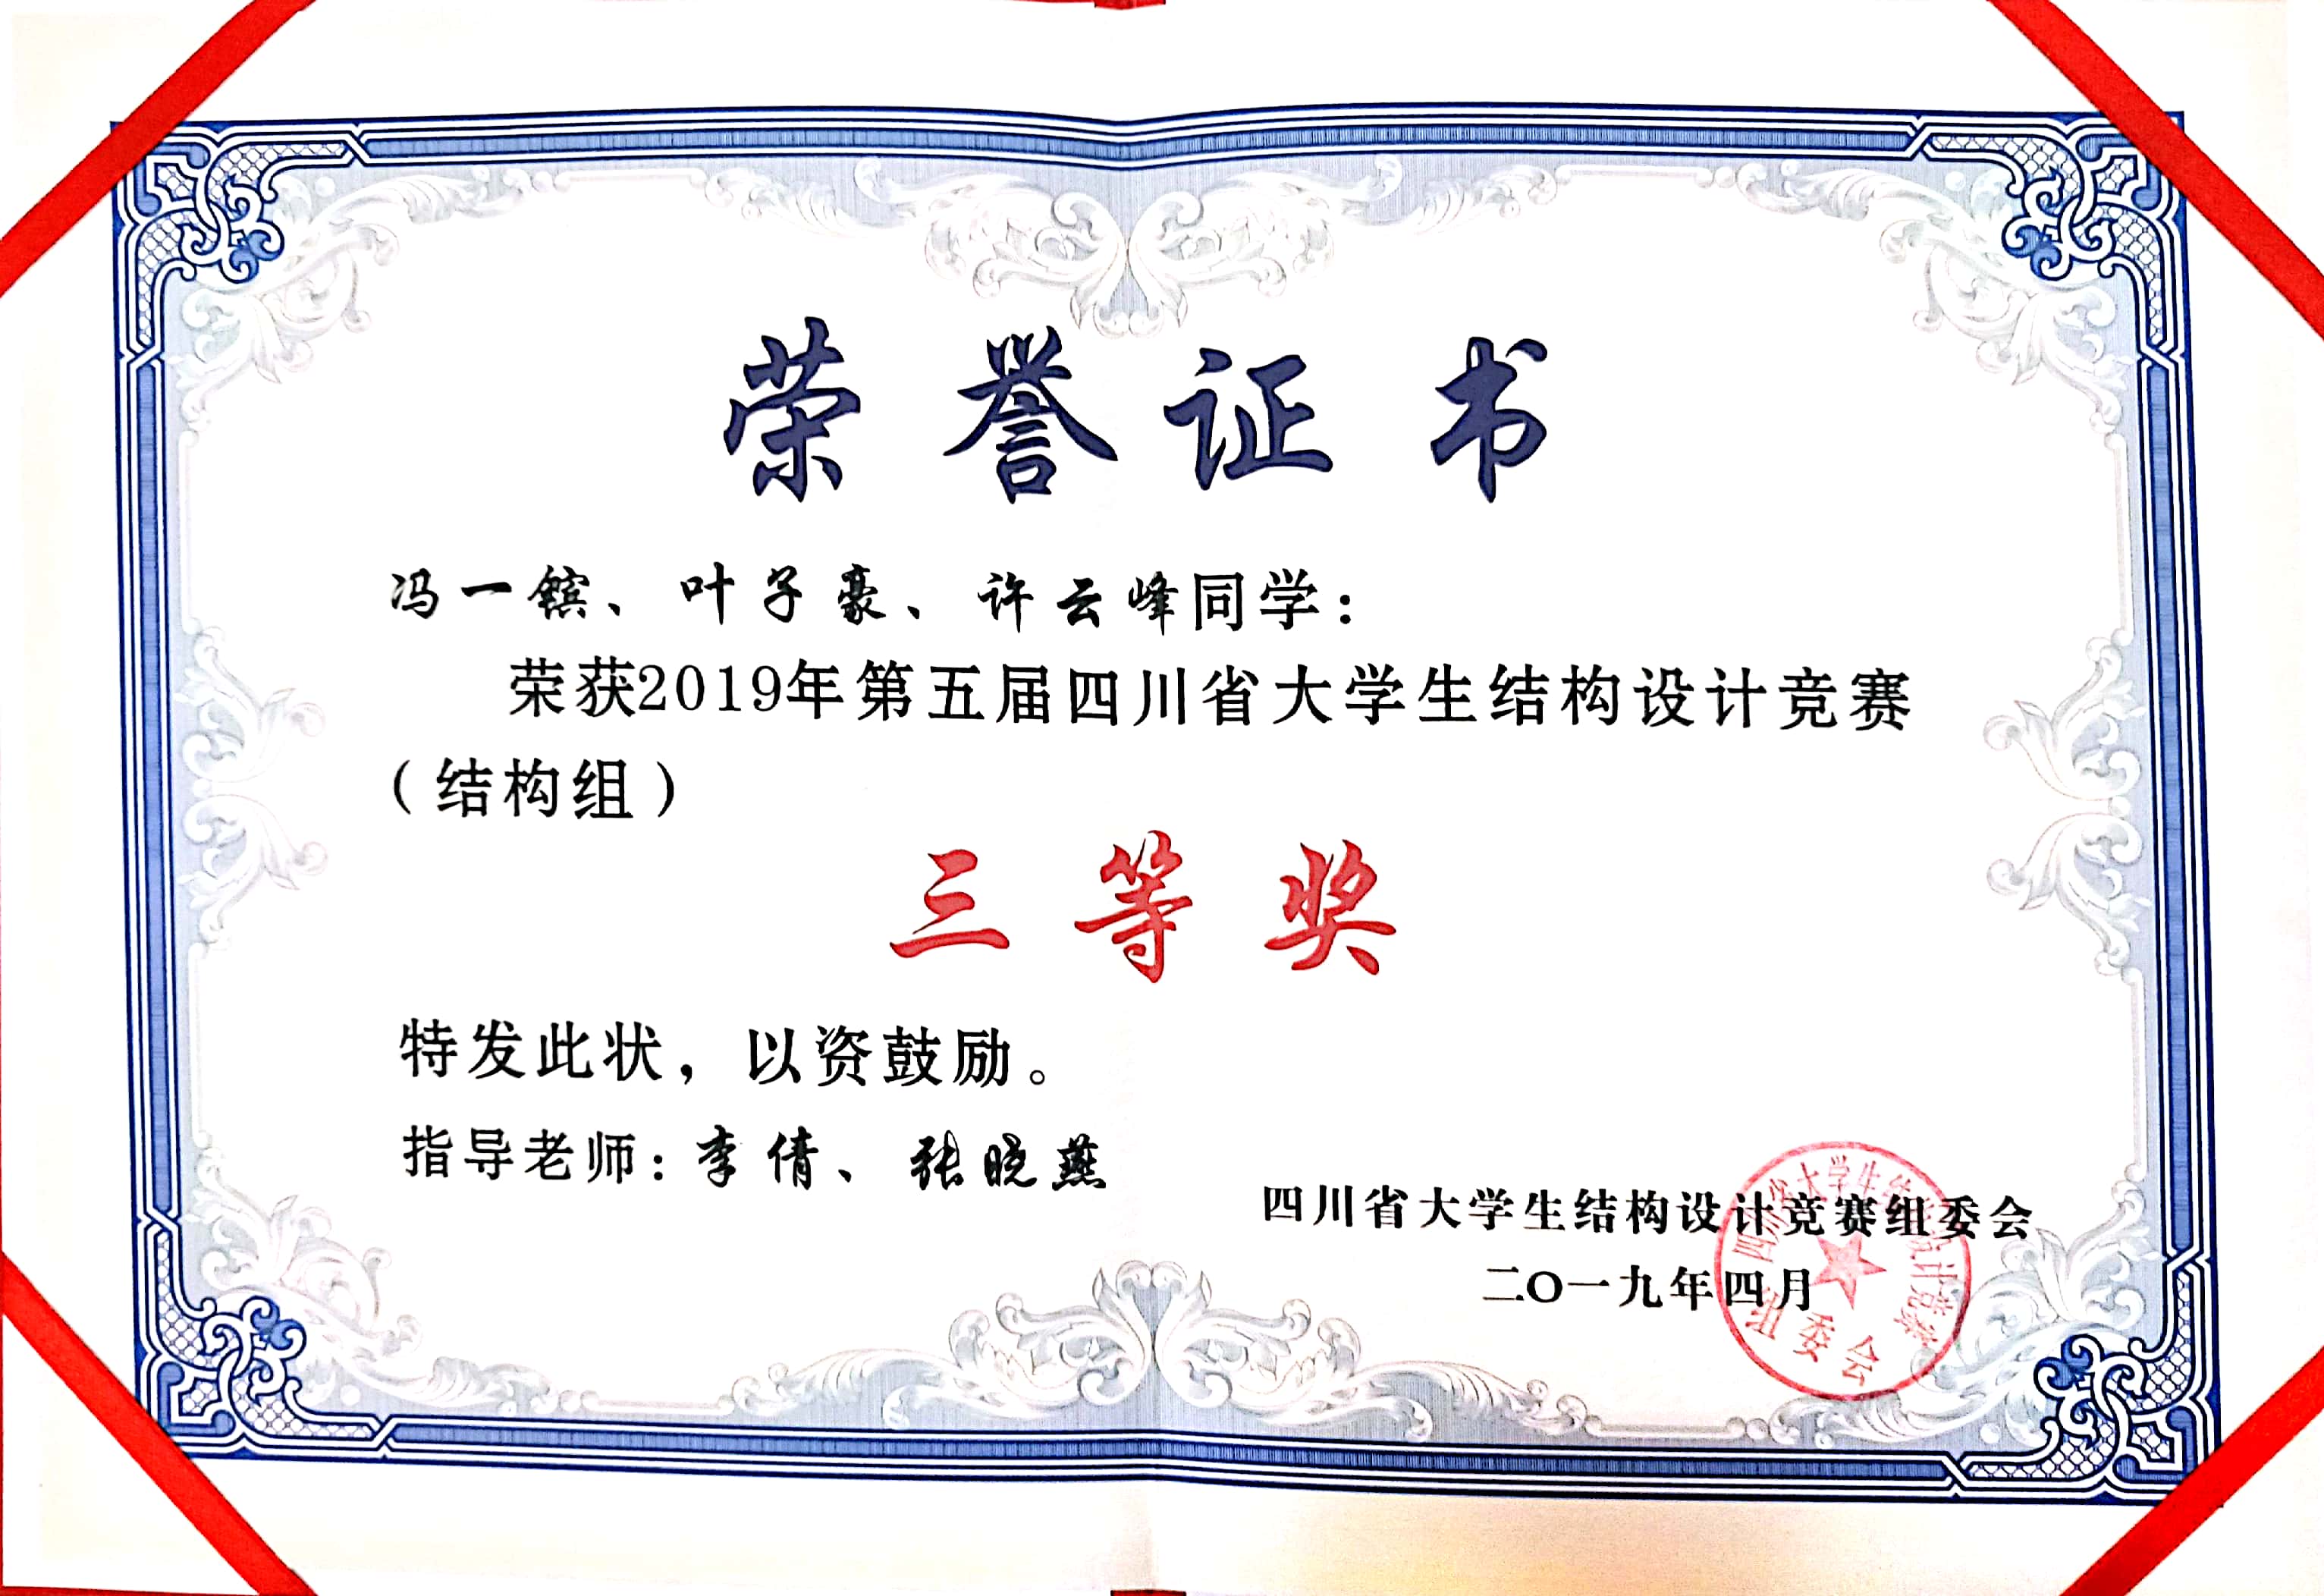 荣誉证书
冯一镔、叶子豪、许云峰同学：
荣获2019年第五届四川省大学生结构设计竞赛
（结构组）
三等奖
特发此状，以资鼓励。
指导老师：李倩、张晓燕
四川省大学生结构设计竞赛组委会
二〇一九年四月
四川省大学生结构设计竞赛
组委会